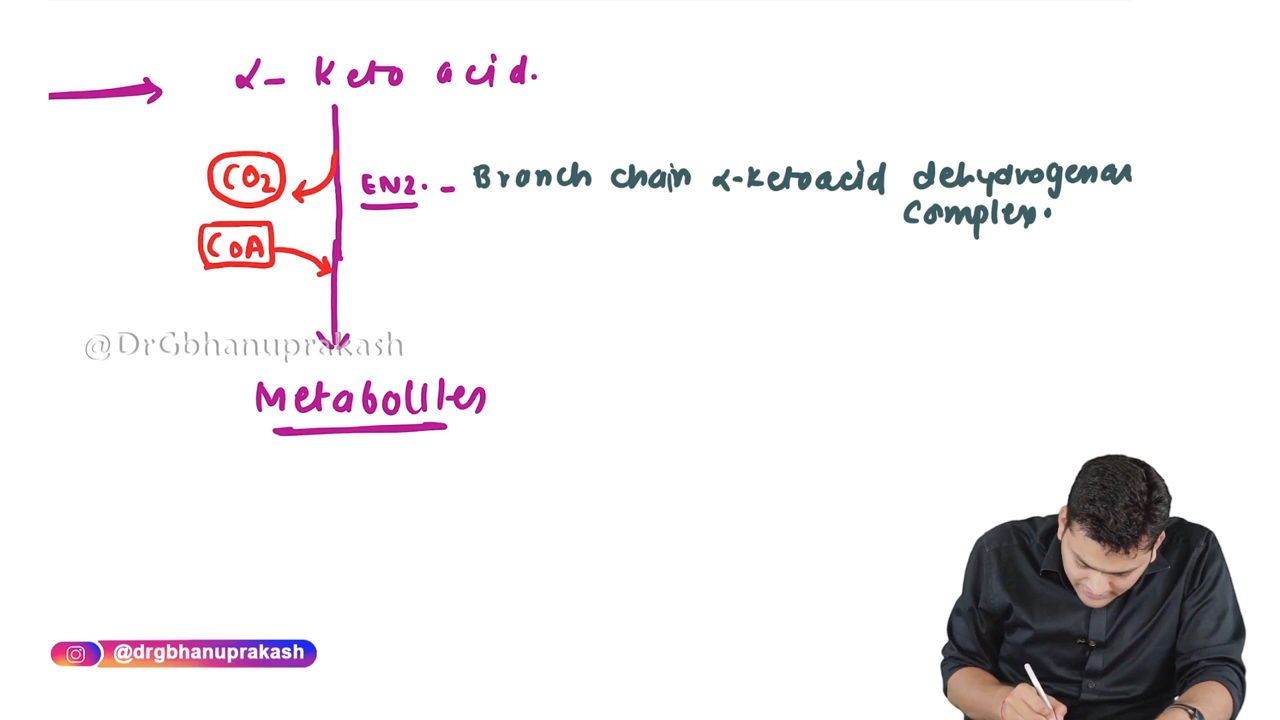 α- Keto acid.
CO2
ENZ. - Branch chain α-Ketoacid dehydrogenase
Complex.
COA
@DrGbhanuprakash
Metabolites
@drgbhanuprakash